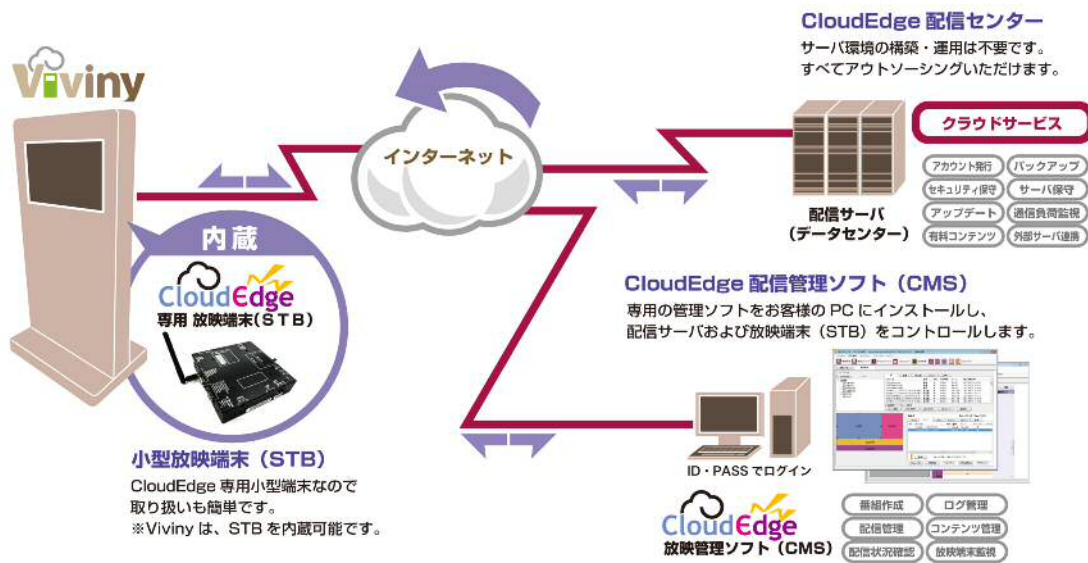 Viviny
内蔵
CloudEdge
専用 放映端末(STB)
小型放映端末（STB）
CloudEdge 専用小型端末なので
取り扱いも簡単です。
※Viviny は、STB を内蔵可能です。
インターネット
CloudEdge 配信センター
サーバ環境の構築・運用は不要です。
すべてアウトソーシングいただけます。
配信サーバ
（データセンター）
クラウドサービス
アカウント発行 バックアップ
セキュリティ保守 サーバ保守
アップデート 通信負荷監視
有料コンテンツ 外部サーバ連携
CloudEdge 配信管理ソフト（CMS）
専用の管理ソフトをお客様の PC にインストールし、
配信サーバおよび放映端末（STB）をコントロールします。
ID・PASS でログイン
CloudEdge
放映管理ソフト（CMS）
番組作成 ログ管理
配信管理 コンテンツ管理
配信状況確認 放映端末監視